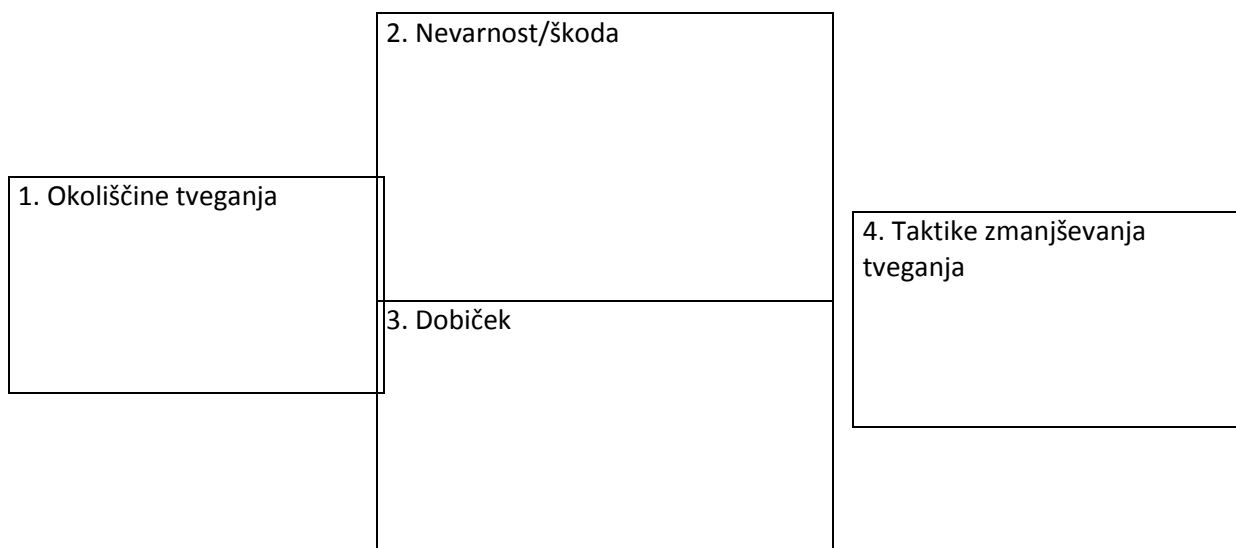 1. Okoliščine tveganja
2. Nevarnost/škoda
3. Dobiček
4. Taktike zmanjševanja
tveganja